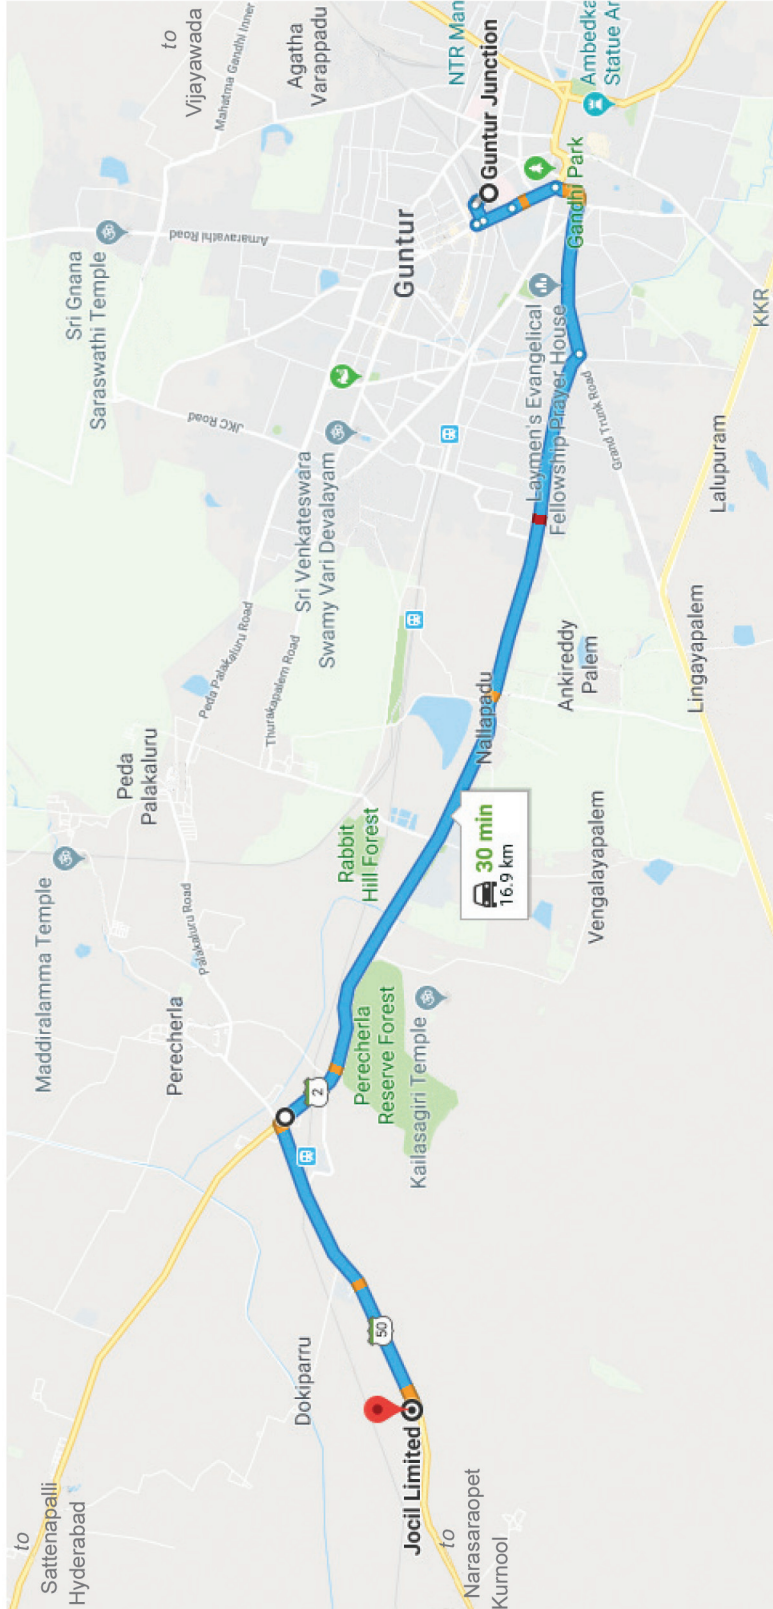 to
Sattenapalli
Hyderabad
Maddiralamma Temple
Sri Gnana
Saraswathi Temple
to
Vijayawada
Mahatma Gandhi Inner
Agatha
Varappadu
Amaravathi Road
JKC Road
Peda
Palakaluru
Palakaluru Road
Peda Palakaluru Road
Perecherla
Thurakapalem Road
Sri Venkateswara
Swamy Vari Devalayam
Guntur
NTR Man
Guntur Junction
Ambedka
Statue Ar
Gandhi Park
Rabbit
Hill Forest
Dokiparru
2
50
Perecherla
Reserve Forest
Kailasagiri Temple
Jocil Limited
to
Narasaraopet
Kurnool
30 min
16.9 km
Nallapadu
Laymen's Evangelical
Fellowship Prayer House
Grand Trunk Road
Ankireddy
Palem
Vengalayapalem
Lingayapalem
Lalupuram
KKR